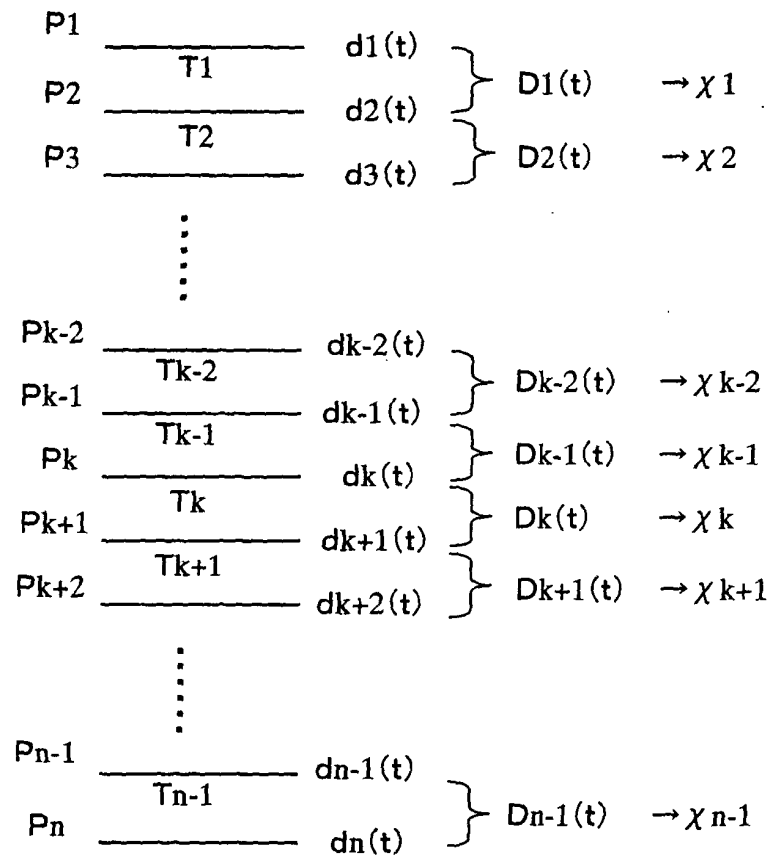 P1 d1(t)
T1 D1(t) →χ1
P2 d2(t)
T2 D2(t) →χ2
P3 d3(t)
Pk-2 dk-2(t)
Tk-2 Dk-2(t) →χk-2
Pk-1 dk-1(t)
Tk-1 Dk-1(t) →χk-1
Pk dk(t)
Tk Dk(t) →χk
Pk+1 dk+1(t)
Tk+1 Dk+1(t) →χk+1
Pk+2 dk+2(t)
Pn-1 dn-1(t)
Tn-1 Dn-1(t) →χn-1
Pn dn(t)